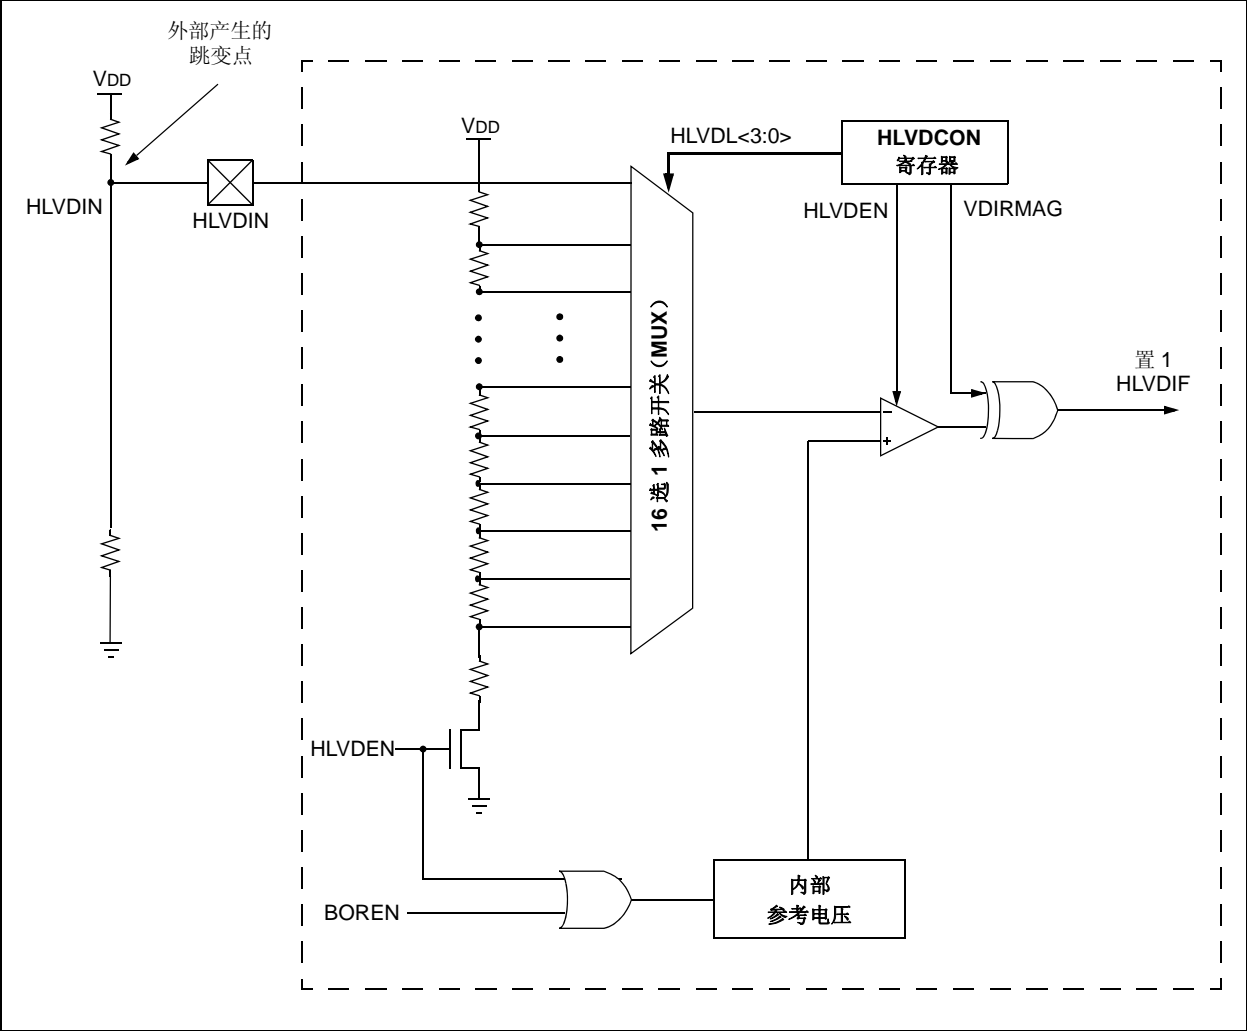 外部产生的
跳变点
VDD
HLVDIN
HLVDIN
VDD
HLVDL<3:0>
HLVDCON
寄存器
HLVDEN
VDIRMAG
16 选 1 多路开关（MUX）
置 1
HLVDIF
HLVDEN
BOREN
内部
参考电压